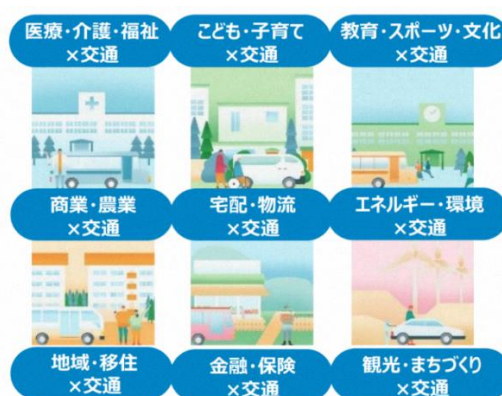 医療・介護・福祉
×交通
こども・子育て
×交通
教育・スポーツ・文化
×交通
商業・農業
×交通
宅配・物流
×交通
エネルギー・環境
×交通
地域・移住
×交通
金融・保険
×交通
観光・まちづくり
×交通